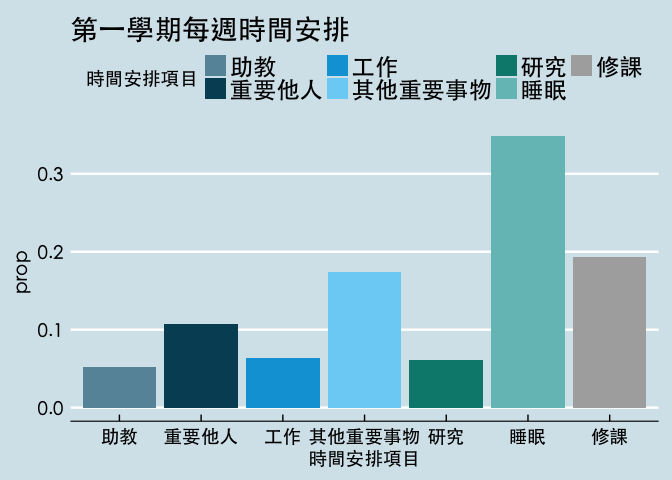 第一學期每週時間安排
時間安排項目 助教 工作 研究 修課
重要他人 其他重要事物 睡眠
prop
0.3
0.2
0.1
0.0
助教 重要他人 工作 其他重要事物 研究 睡眠 修課
時間安排項目